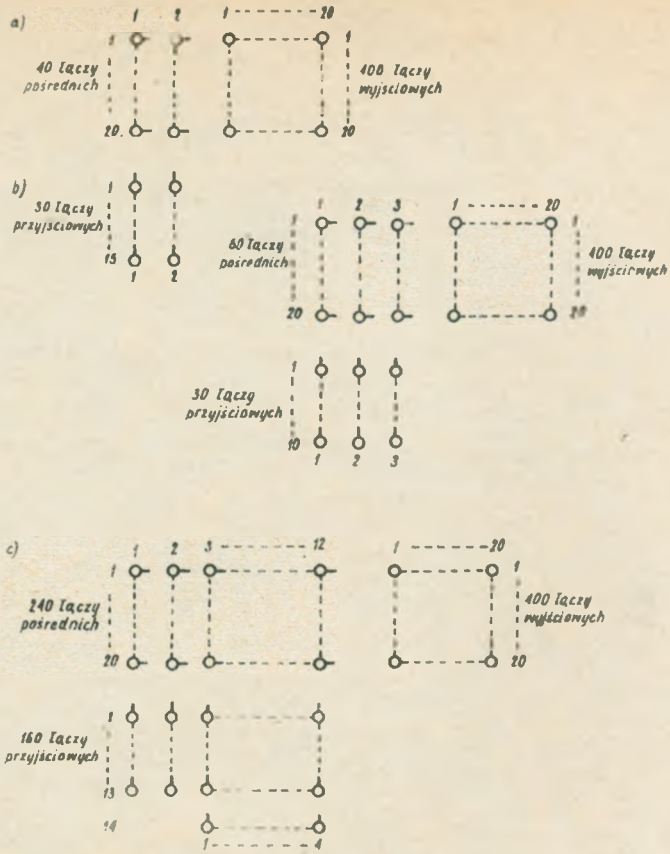 a)
1 2 1 20
1 1
40 łączy
pośrednich
400 łączy
wyjściowych
20 20
b)
1
30 łączy
przyjściowych
15
1 2
1 2 3 1 20
1 1
60 łączy
pośrednich
400 łączy
wyjściowych
20 20
1
30 łączy
przyjściowych
10
1 2 3
c)
1 2 3 12 1 20
1 1
240 łączy
pośrednich
400 łączy
wyjściowych
20 20
1
160 łączy
przyjściowych
13
14
1 4